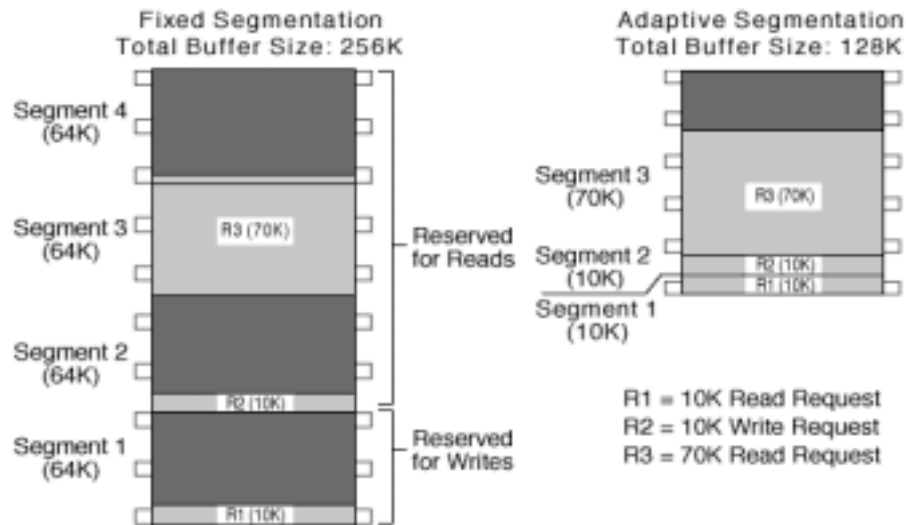 Fixed Segmentation
Total Buffer Size: 256K
Segment 4
(64K)
Segment 3
(64K)
R3 (70K)
Segment 2
(64K)
R2 (10K)
Segment 1
(64K)
R1 (10K)
Reserved
for Reads
Reserved
for Writes
Adaptive Segmentation
Total Buffer Size: 128K
Segment 3
(70K)
R3 (70K)
Segment 2
(10K)
R2 (10K)
R1 (10K)
Segment 1
(10K)
R1 = 10K Read Request
R2 = 10K Write Request
R3 = 70K Read Request